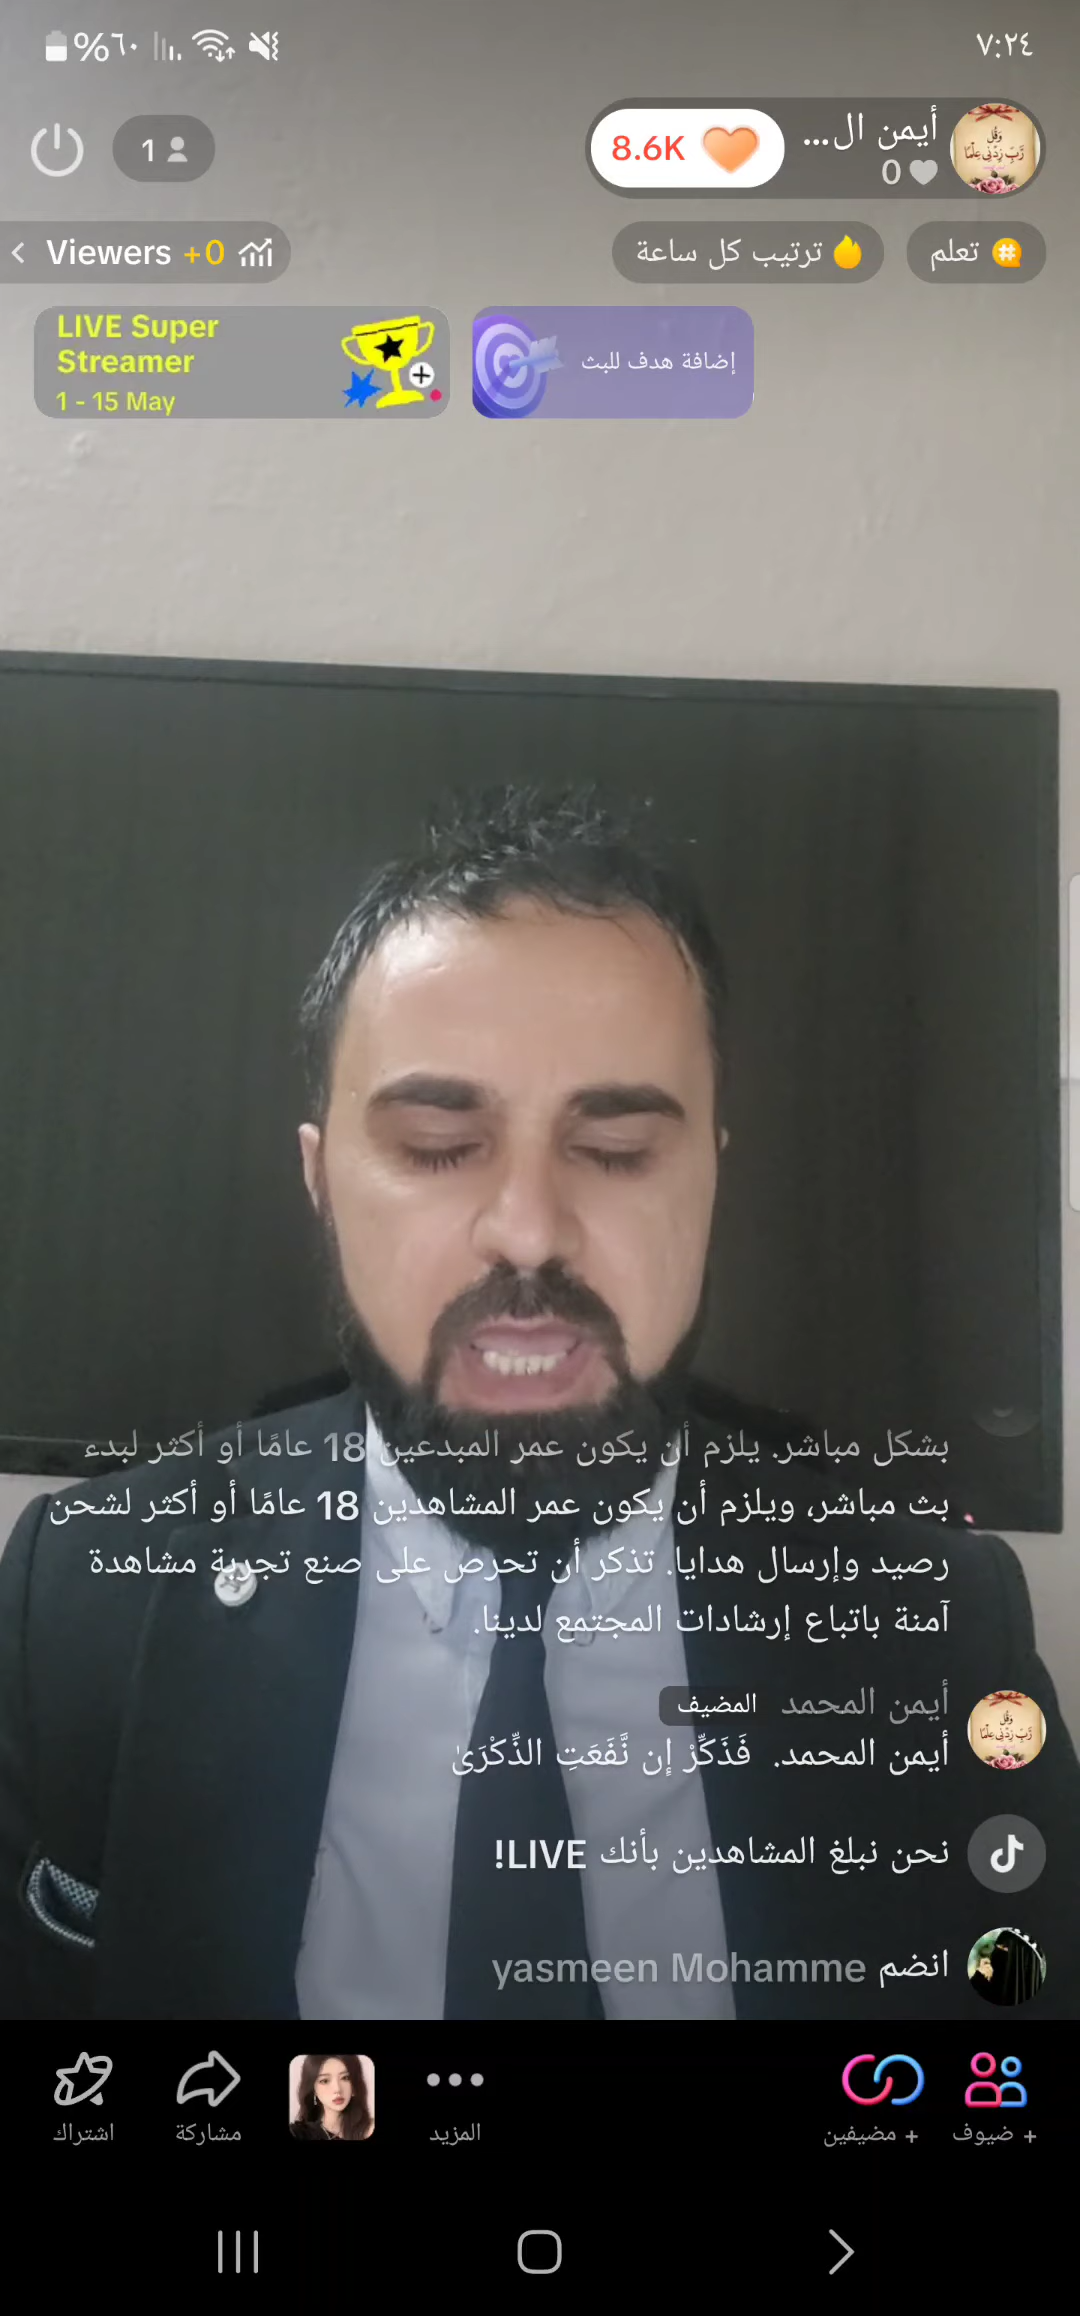 %٦٠
٧:٢٤
أيمن ال...
8.6K
0
1
تعلم
ترتيب كل ساعة
Viewers +0
LIVE Super
Streamer
1 - 15 May
إضافة هدف للبث
بشكل مباشر. يلزم أن يكون عمر المبدعين 18 عامًا أو أكثر لبدء
بث مباشر، ويلزم أن يكون عمر المشاهدين 18 عامًا أو أكثر لشحن
رصيد وإرسال هدايا. تذكر أن تحرص على صنع تجربة مشاهدة
آمنة باتباع إرشادات المجتمع لدينا.
أيمن المحمد المضيف
أيمن المحمد. فَذَكِّرْ إِن نَّفَعَتِ الذِّكْرَىٰ
نحن نبلغ المشاهدين بأنك LIVE!
انضم yasmeen Mohamme
+ ضيوف
+ مضيفين
المزيد
مشاركة
اشتراك
وَقُل
رَّبِّ زِدْنِي عِلْمًا